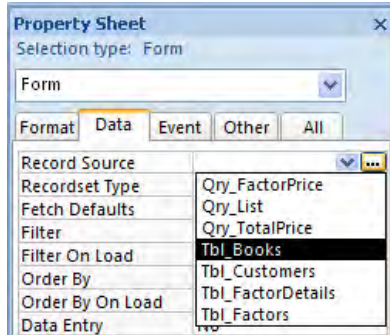 Property Sheet
Selection type: Form
Form
Format Data Event Other All
Record Source
Recordset Type
Fetch Defaults
Filter
Filter On Load
Order By
Order By On Load
Data Entry
Qry_FactorPrice
Qry_List
Qry_TotalPrice
Tbl_Books
Tbl_Customers
Tbl_FactorDetails
Tbl_Factors
No